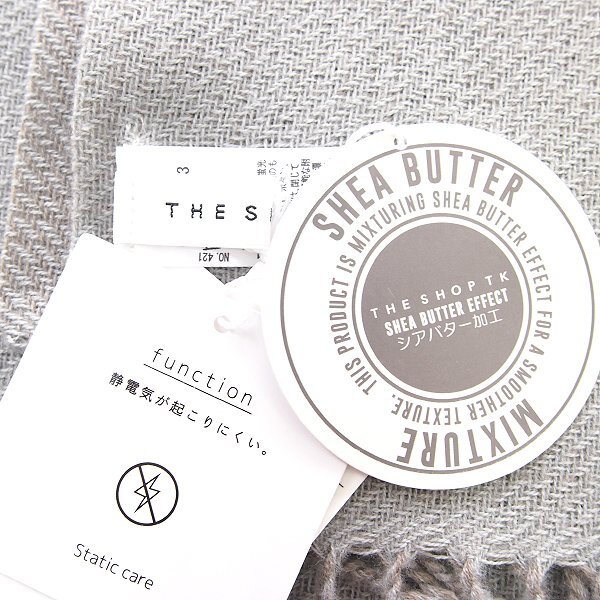 3
THE S
NO. 421
function
静電気が起こりにくい。
Static care
SHEA BUTTER
MIXTURE
THIS PRODUCT IS MIXTURING SHEA BUTTER EFFECT FOR A SMOOTHER TEXTURE.
THE SHOP TK
SHEA BUTTER EFFECT
シアバター加工